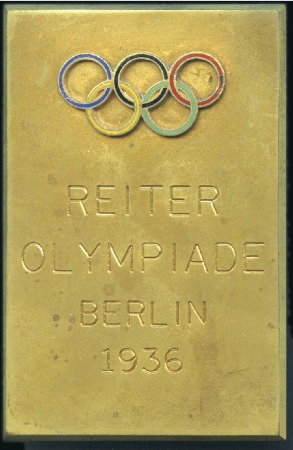 REITER
OLYMPIADE
BERLIN
1936